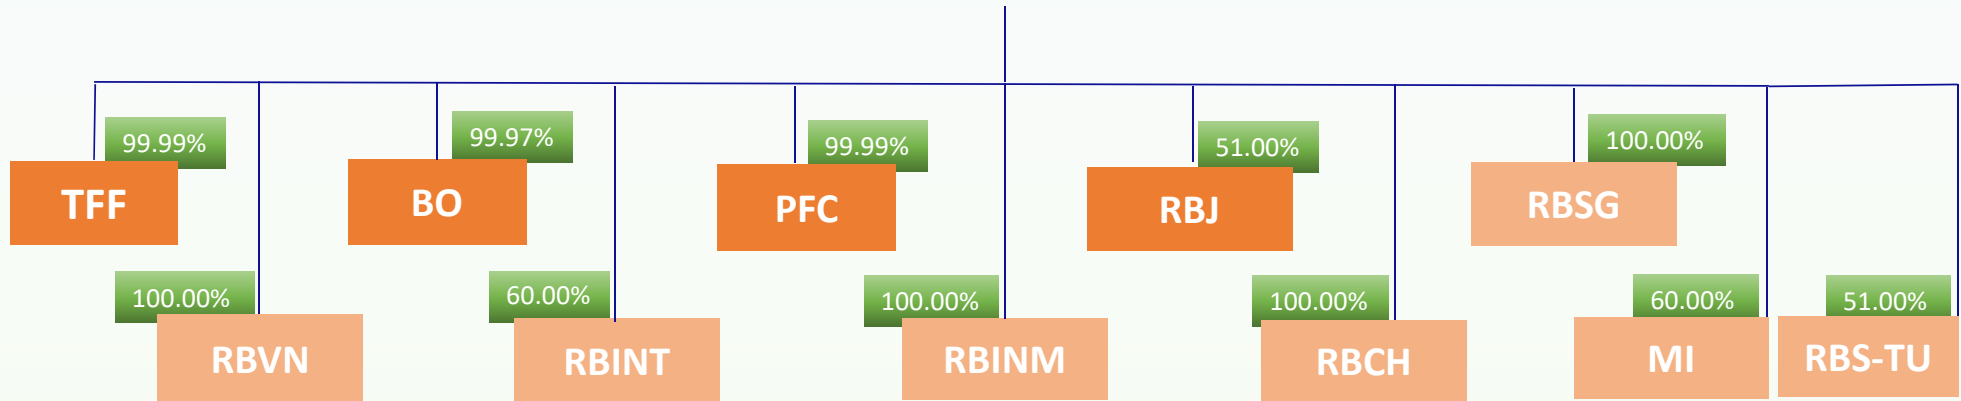 99.99%
TFF
99.97%
BO
99.99%
PFC
51.00%
RBJ
100.00%
RBSG
100.00%
RBVN
60.00%
RBINT
100.00%
RBINM
100.00%
RBCH
60.00%
MI
51.00%
RBS-TU